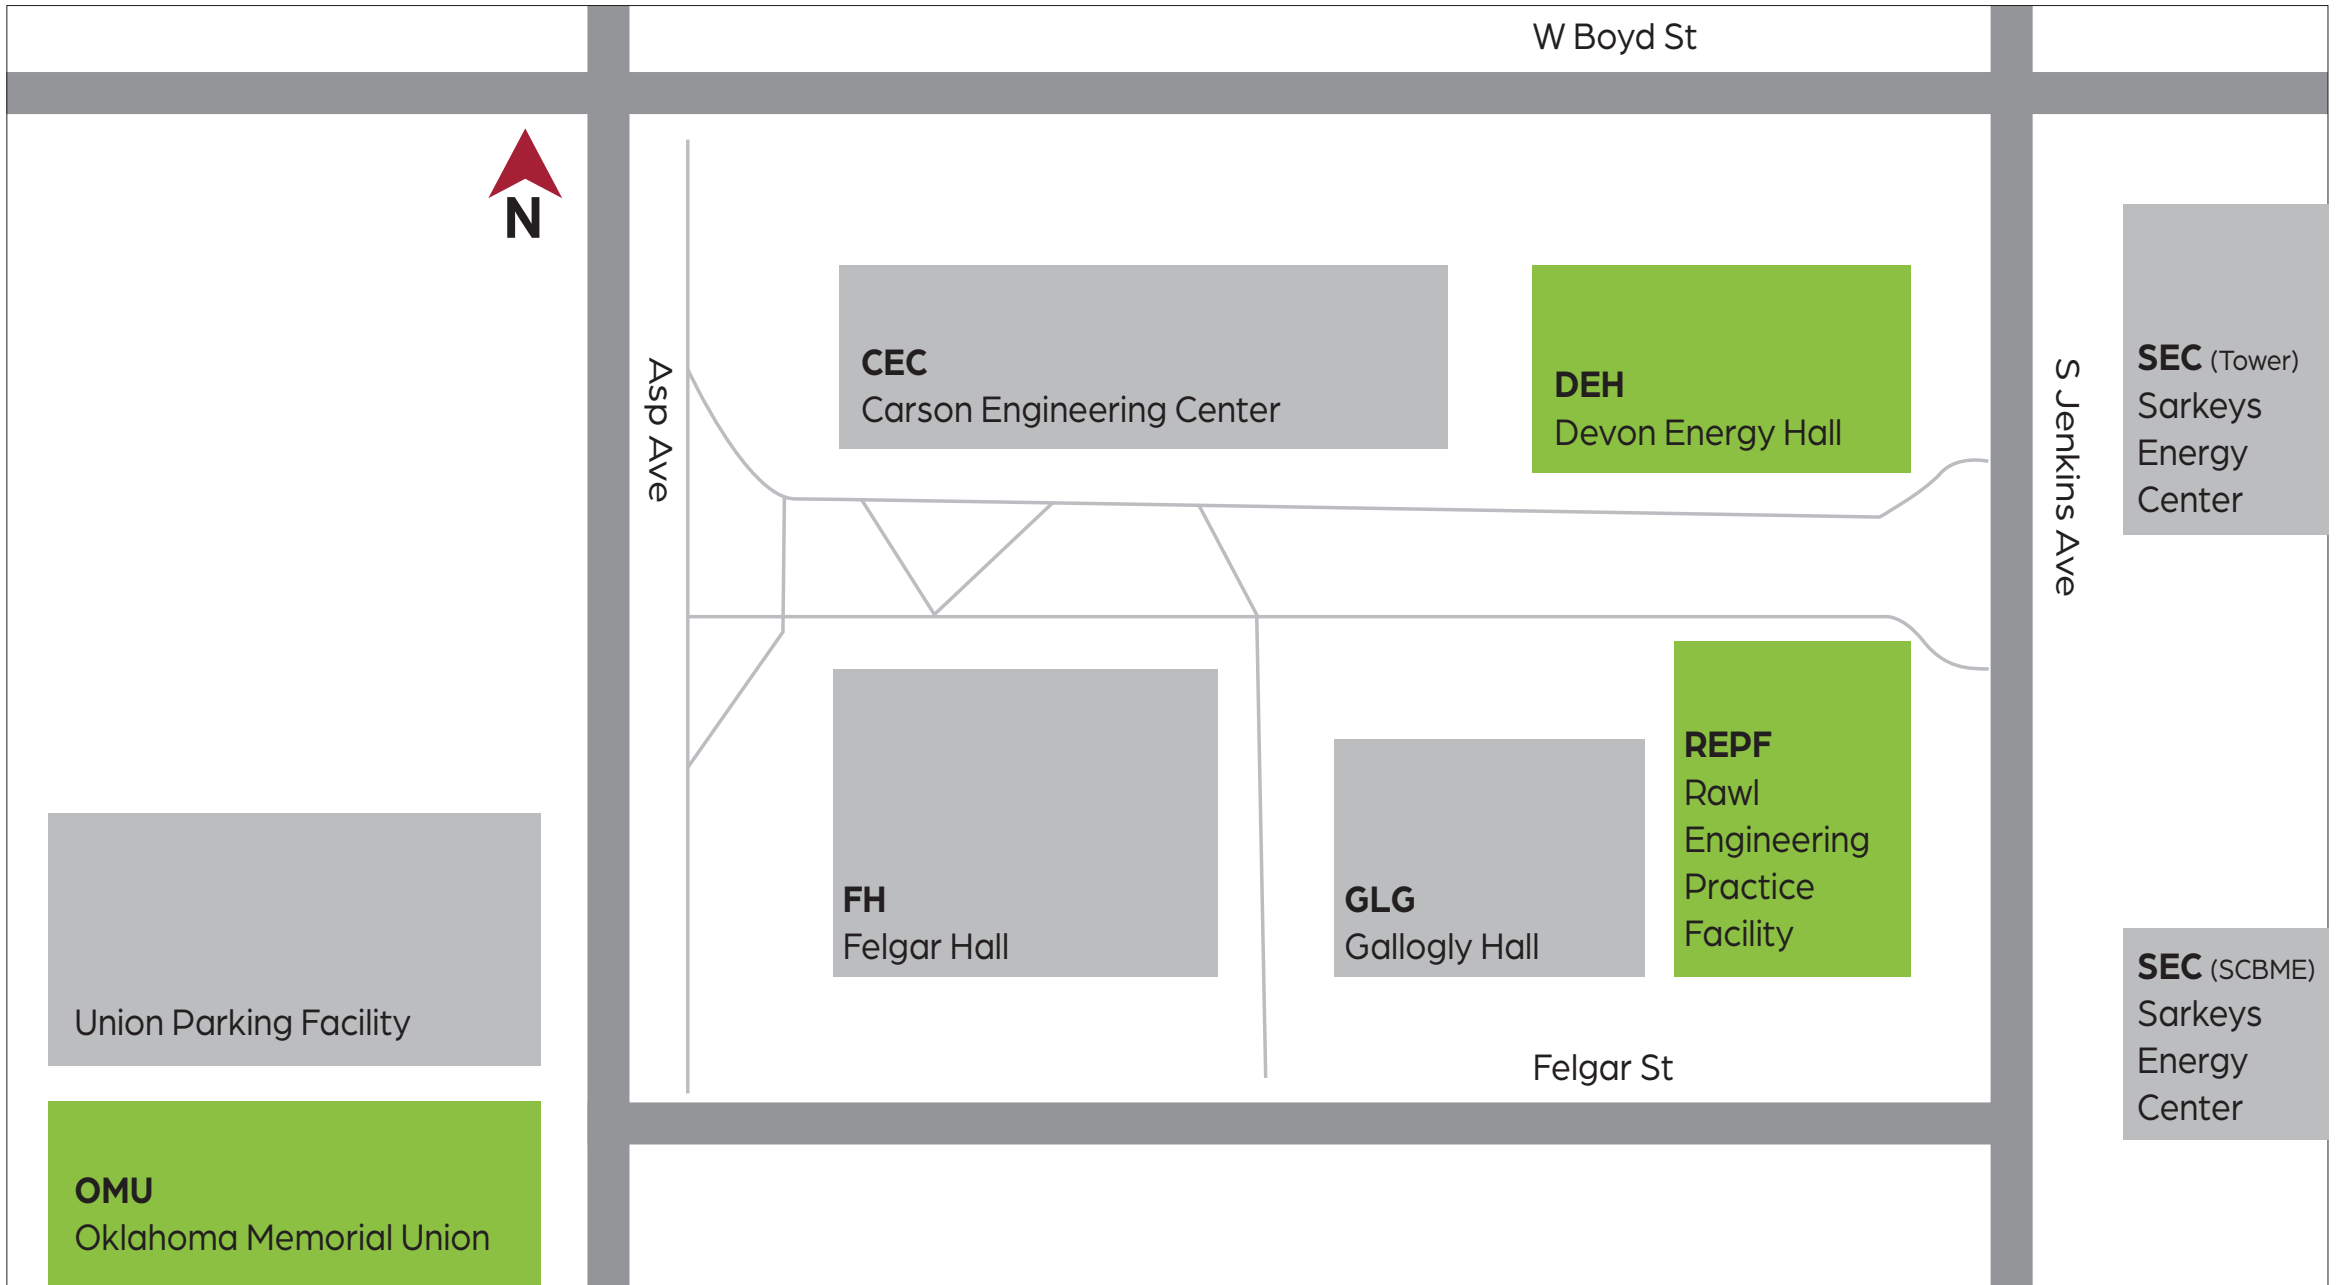 W Boyd St
N
Asp Ave
CEC
Carson Engineering Center
DEH
Devon Energy Hall
S Jenkins Ave
SEC (Tower)
Sarkeys
Energy
Center
FH
Felgar Hall
GLG
Gallogly Hall
REPF
Rawl
Engineering
Practice
Facility
SEC (SCBME)
Sarkeys
Energy
Center
Union Parking Facility
Felgar St
OMU
Oklahoma Memorial Union